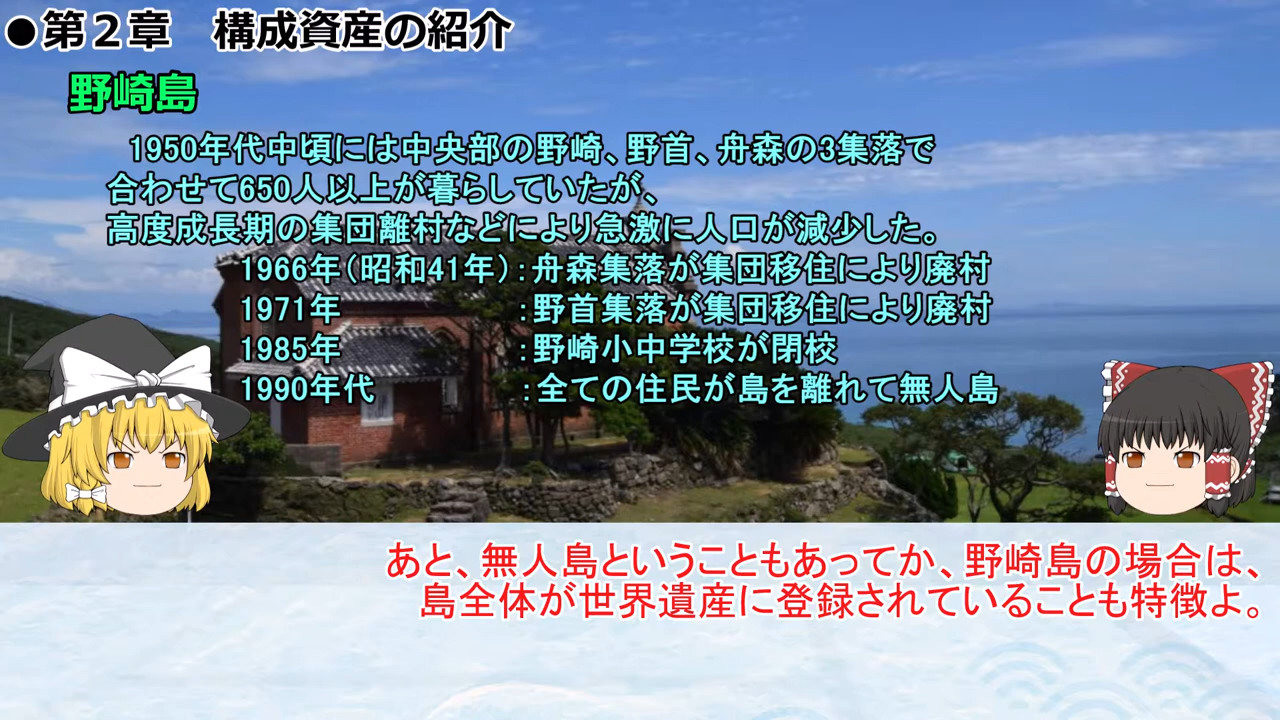 ●第２章　構成資産の紹介
野崎島
1950年代中頃には中央部の野崎、野首、舟森の3集落で
合わせて650人以上が暮らしていたが、
高度成長期の集団離村などにより急激に人口が減少した。
1966年（昭和41年）：舟森集落が集団移住により廃村
1971年　　　　　：野首集落が集団移住により廃村
1985年　　　　　：野崎小中学校が閉校
1990年代　　　　：全ての住民が島を離れて無人島
あと、無人島ということもあってか、野崎島の場合は、
島全体が世界遺産に登録されていることも特徴よ。